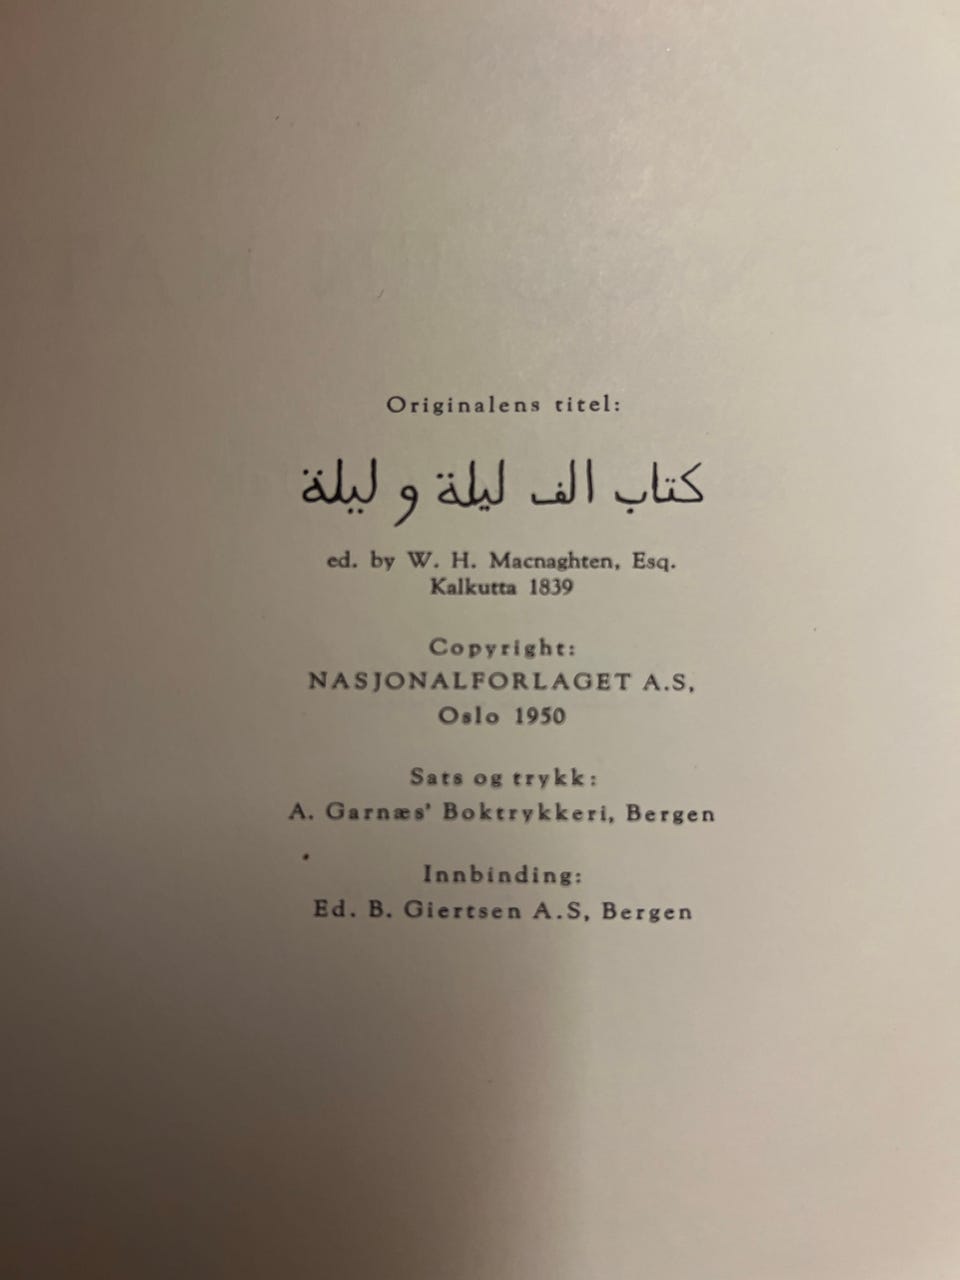 Originalens titel:
كتاب الف ليلة و ليلة
ed. by W. H. Macnaghten, Esq.
Kalkutta 1839
Copyright:
NASJONALFORLAGET A.S,
Oslo 1950
Sats og trykk:
A. Garnæs' Boktrykkeri, Bergen
Innbinding:
Ed. B. Giertsen A.S, Bergen